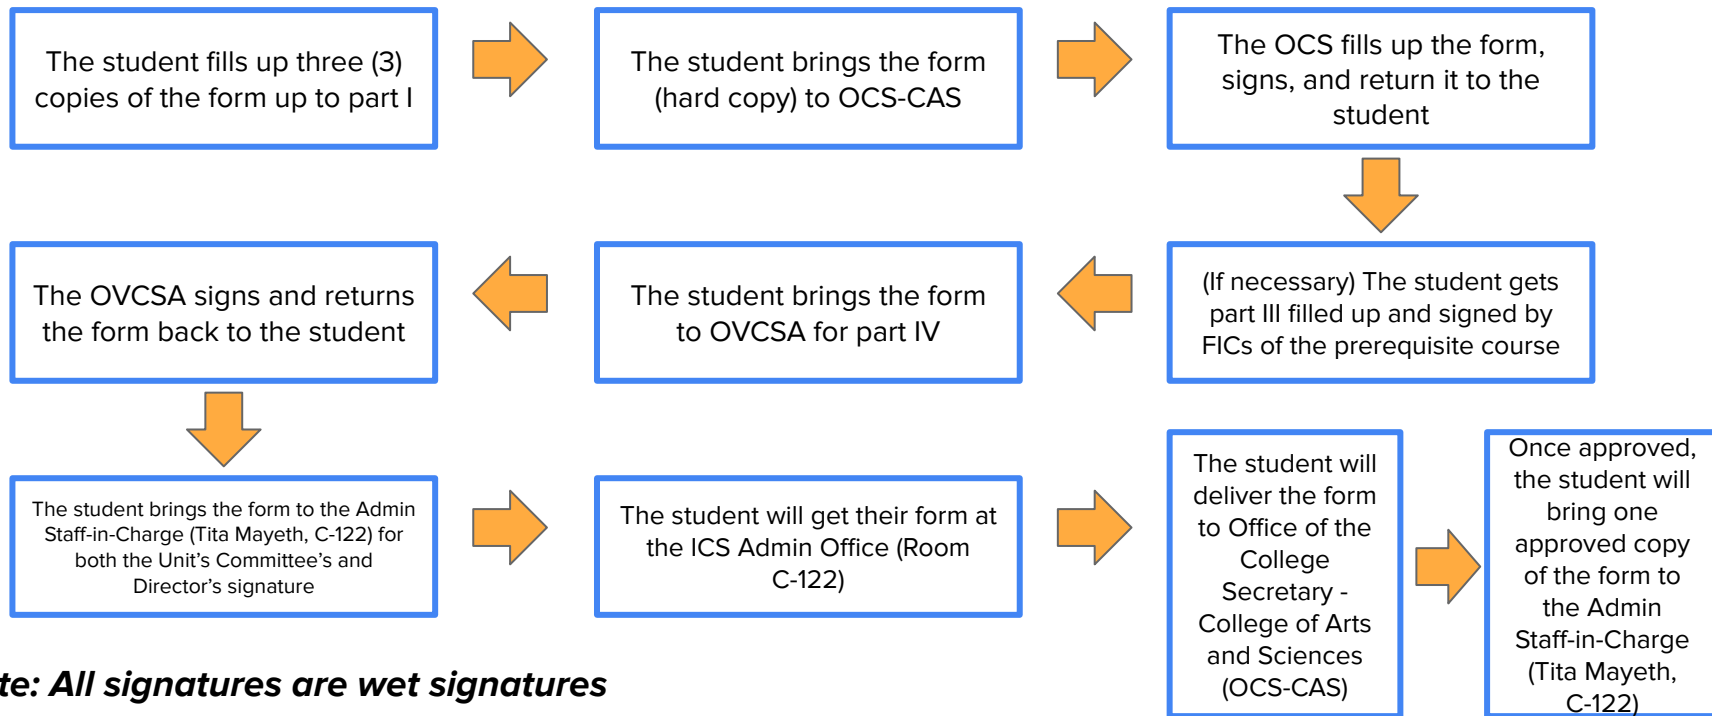 The student fills up three (3)
copies of the form up to part I
The student brings the form
(hard copy) to OCS-CAS
The OCS fills up the form,
signs, and return it to the
student
(If necessary) The student gets
part III filled up and signed by
FICs of the prerequisite course
The student brings the form
to OVCSA for part IV
The OVCSA signs and returns
the form back to the student
The student brings the form to the Admin
Staff-in-Charge (Tita Mayeth, C-122) for
both the Unit’s Committee’s and
Director’s signature
The student will get their form at
the ICS Admin Office (Room
C-122)
The student will
deliver the form
to Office of the
College
Secretary -
College of Arts
and Sciences
(OCS-CAS)
Once approved,
the student will
bring one
approved copy
of the form to
the Admin
Staff-in-Charge
(Tita Mayeth,
C-122)
te: All signatures are wet signatures